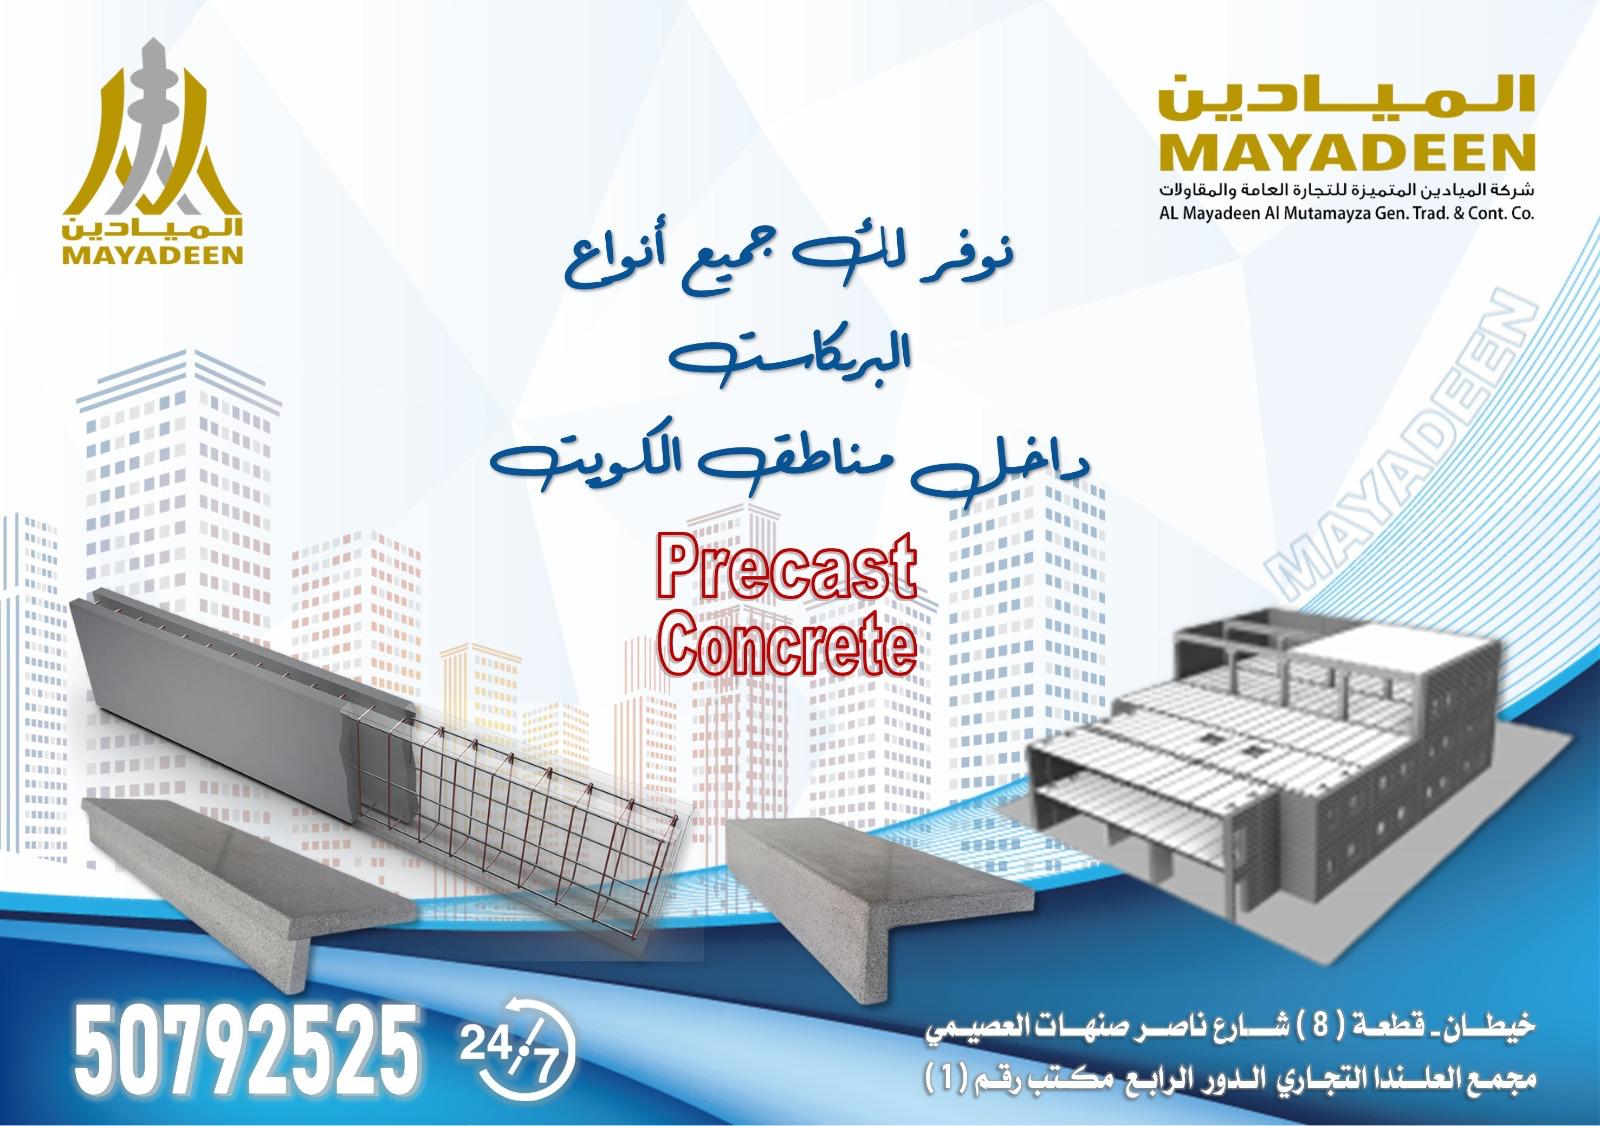 الميادين
MAYADEEN
الميادين
MAYADEEN
شركة الميادين المتميزة للتجارة العامة والمقاولات
AL Mayadeen Al Mutamayza Gen. Trad. & Cont. Co.
نوفر لك جميع أنواع
البريكاست
داخل مناطق الكويت
Precast
Concrete
MAYADEEN
50792525
24/7
خيطان - قطعة ( 8 ) شارع ناصر صنهات العصيمي
مجمع العلندا التجاري الدور الرابع مكتب رقم ( 1 )